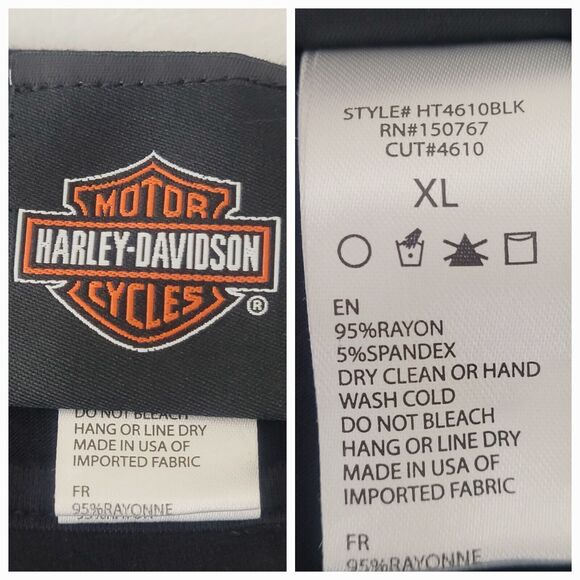 MOTOR
HARLEY-DAVIDSON
CYCLES®
DO NOT BLEACH
HANG OR LINE DRY
MADE IN USA OF
IMPORTED FABRIC
FR
95%RAYONNE
STYLE# HT4610BLK
RN#150767
CUT#4610
XL
EN
95%RAYON
5%SPANDEX
DRY CLEAN OR HAND
WASH COLD
DO NOT BLEACH
HANG OR LINE DRY
MADE IN USA OF
IMPORTED FABRIC
FR
95%RAYONNE